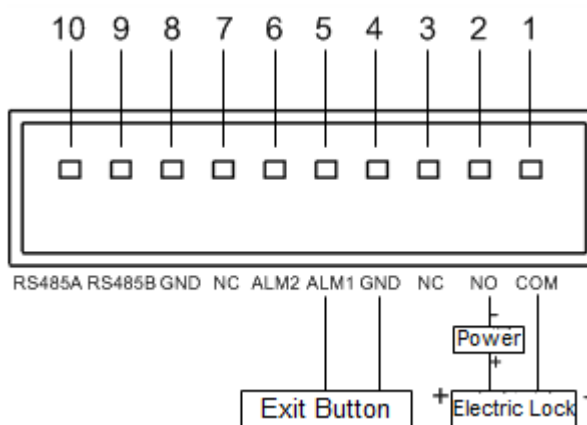 10 9 8 7 6 5 4 3 2 1
RS485A RS485B GND NC ALM2 ALM1 GND NC NO COM
-
Power
+
Exit Button
+ Electric Lock -